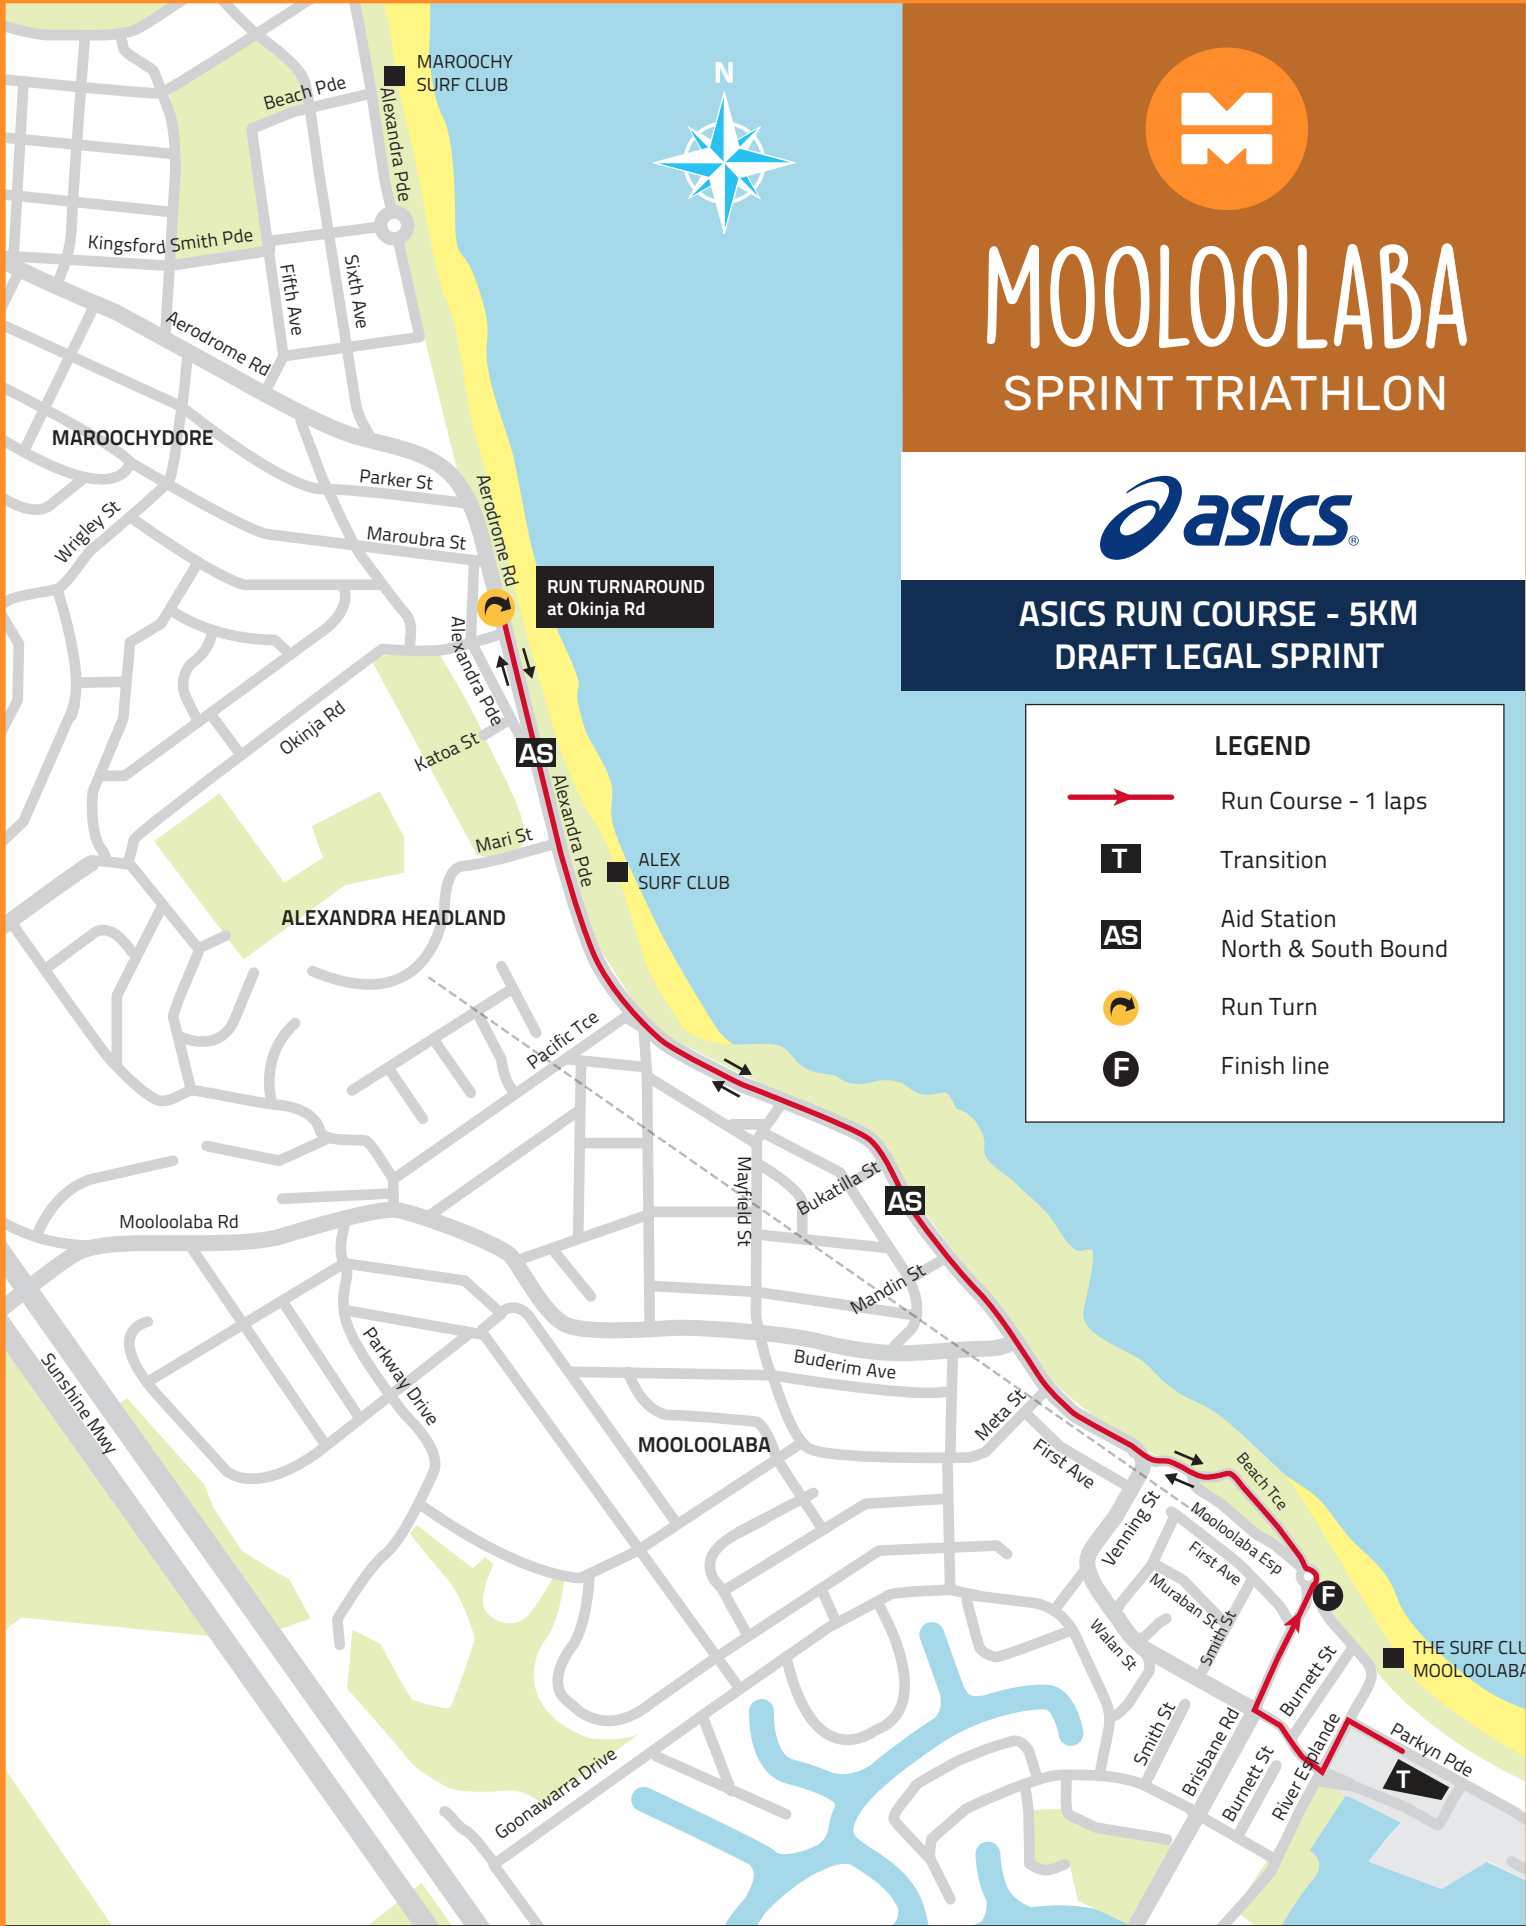 MAROOCHY
SURF CLUB
N
Beach Pde
Alexandra Pde
Kingsford Smith Pde
Fifth Ave
Sixth Ave
Aerodrome Rd
MAROOCHYDORE
Parker St
Aerodrome Rd
Wrigley St
Maroubra St
RUN TURNAROUND
at Okinja Rd
Alexandra Pde
Okinja Rd
Katoa St
AS
Alexandra Pde
Mari St
ALEX
SURF CLUB
ALEXANDRA HEADLAND
Pacific Tce
Mayfield St
Bukatilla St
AS
Mooloolaba Rd
Mandin St
Parkway Drive
Sunshine Mwy
Buderim Ave
Meta St
MOOLOOLABA
First Ave
Beach Tce
Venning St
Mooloolaba Esp
First Ave
Muraban St
Smith St
Walan St
F
Burnett St
THE SURF CLU
MOOLOOLABA
Smith St
Brisbane Rd
Burnett St
River Esplande
Parkyn Pde
T
Goonawarra Drive
MOOLOOLABA
SPRINT TRIATHLON
asics®
ASICS RUN COURSE - 5KM
DRAFT LEGAL SPRINT
LEGEND
Run Course - 1 laps
T Transition
AS Aid Station
North & South Bound
Run Turn
F Finish line